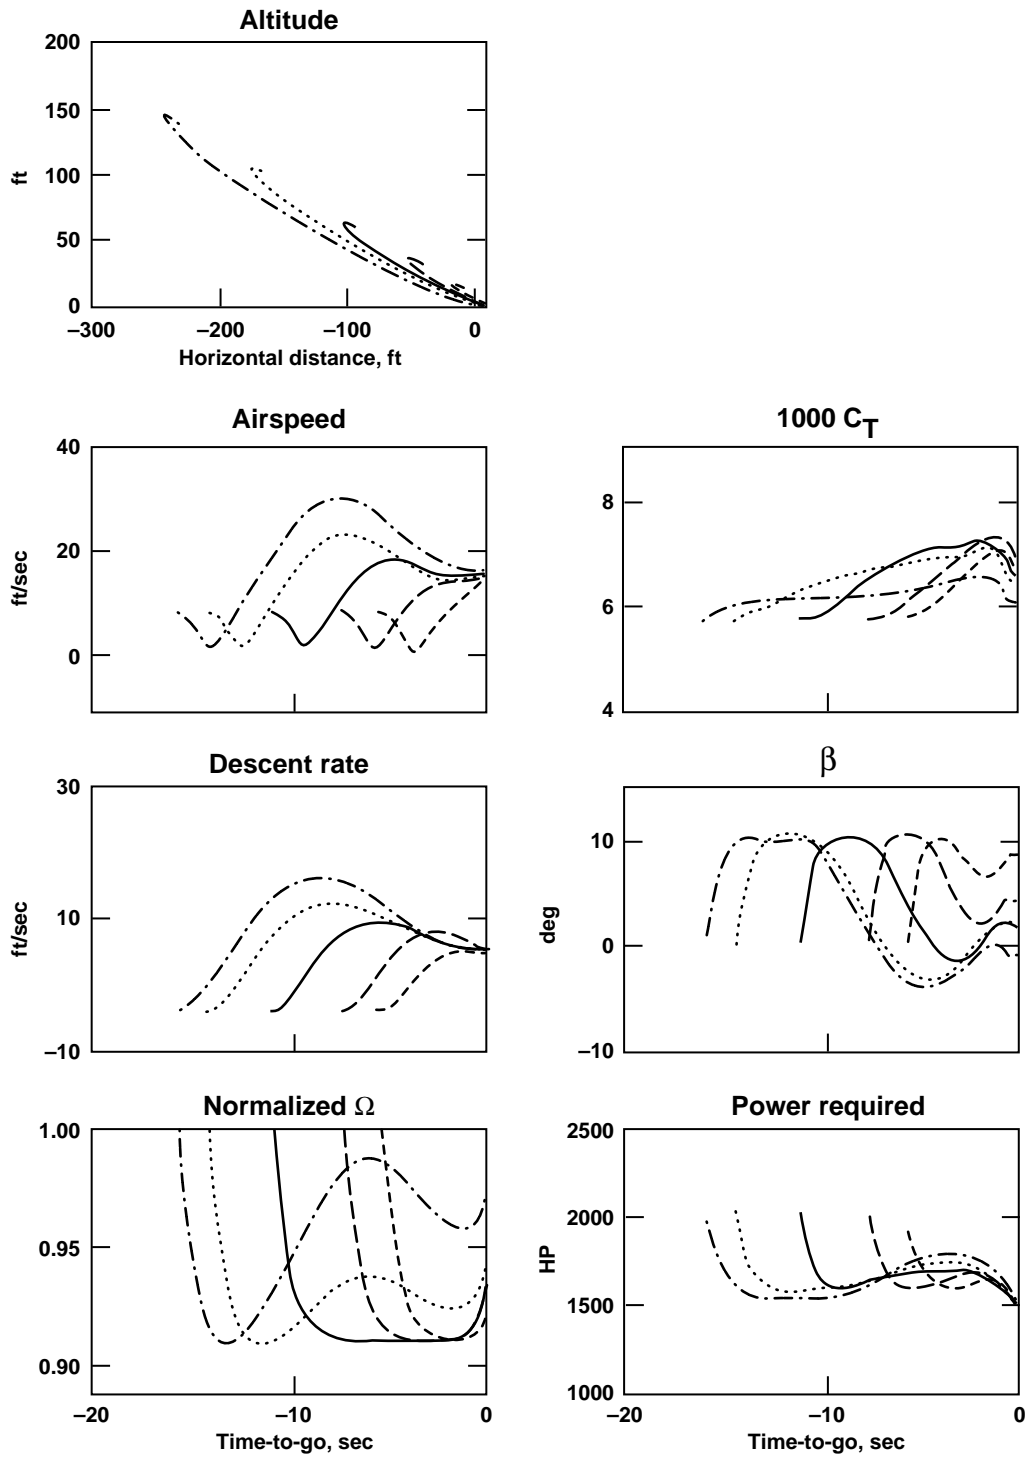 Altitude
200
150
100
50
0
ft
–300 –200 –100 0
Horizontal distance, ft
Airspeed
40
30
20
0
ft/sec
1000 CT
8
6
4
Descent rate
30
10
–10
ft/sec
β
10
0
–10
deg
Normalized Ω
1.00
0.95
0.90
–20 –10 0
Time-to-go, sec
Power required
2500
2000
1500
1000
HP
–20 –10 0
Time-to-go, sec